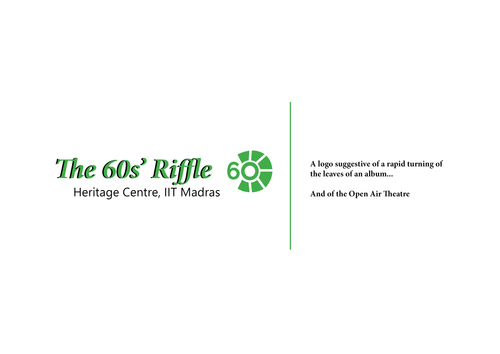 The 60s’ Riffle
60
Heritage Centre, IIT Madras
A logo suggestive of a rapid turning of
the leaves of an album...
And of the Open Air Theatre